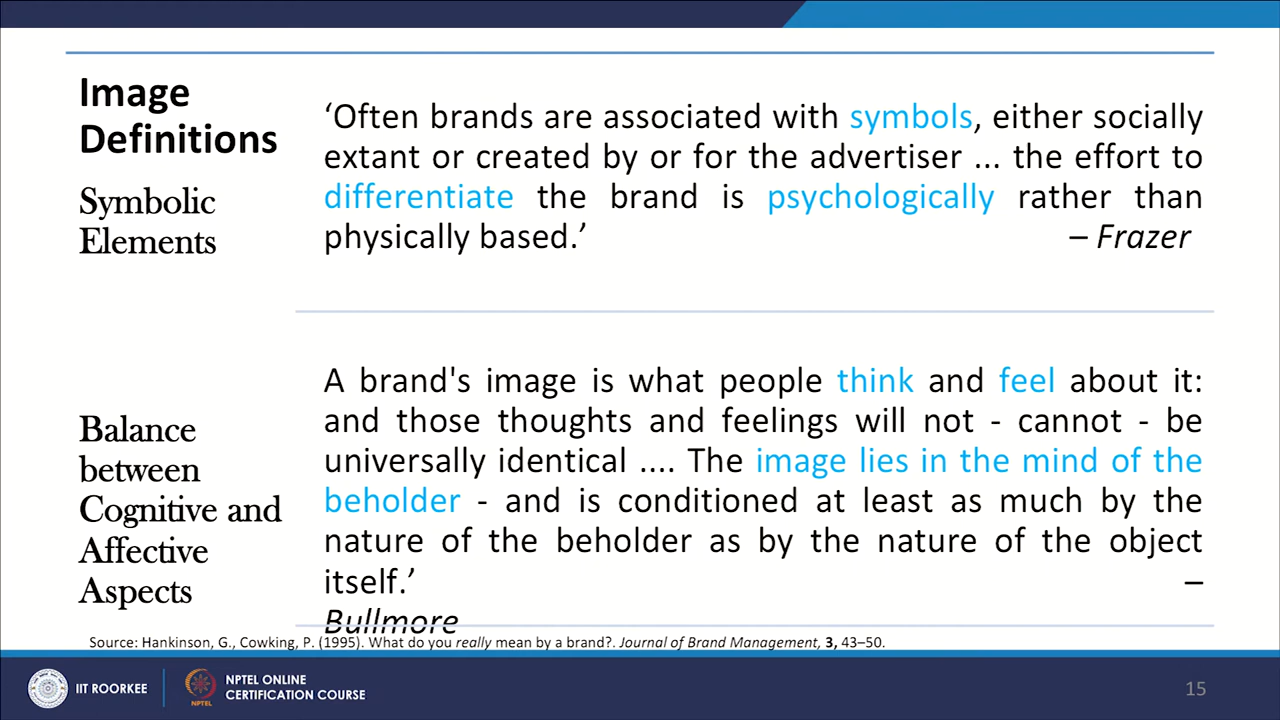 Image
Definitions
Symbolic
Elements
‘Often brands are associated with symbols, either socially
extant or created by or for the advertiser ... the effort to
differentiate the brand is psychologically rather than
physically based.’ – Frazer
Balance
between
Cognitive and
Affective
Aspects
A brand's image is what people think and feel about it:
and those thoughts and feelings will not - cannot - be
universally identical .... The image lies in the mind of the
beholder - and is conditioned at least as much by the
nature of the beholder as by the nature of the object
itself.’ –
Bullmore
Source: Hankinson, G., Cowking, P. (1995). What do you really mean by a brand?. Journal of Brand Management, 3, 43–50.
IIT ROORKEE
NPTEL
NPTEL ONLINE
CERTIFICATION COURSE
15